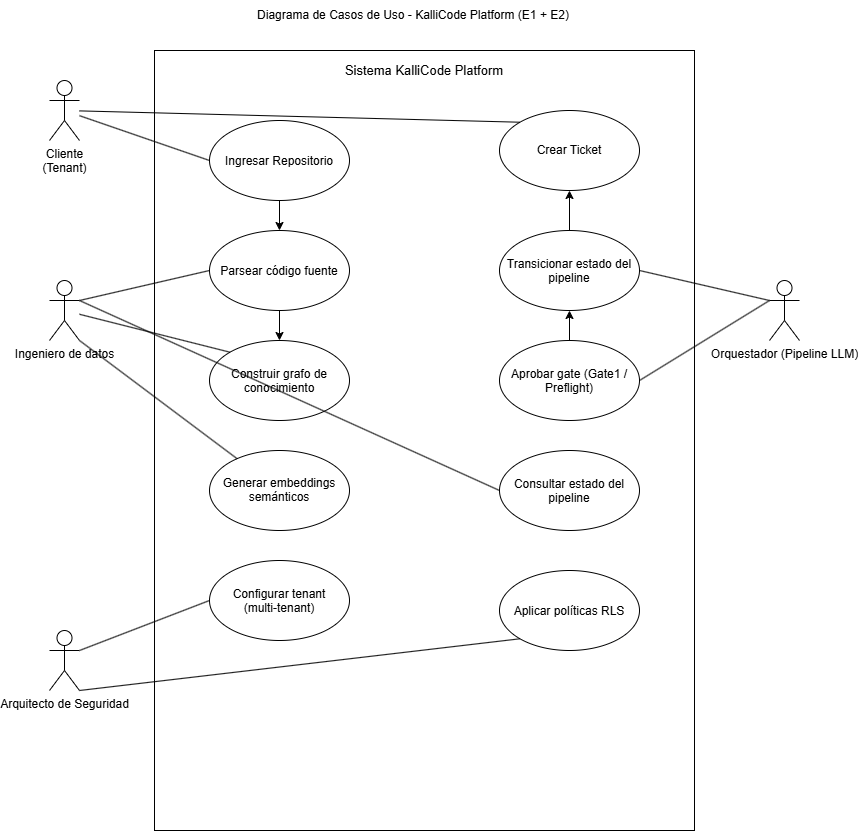 Diagrama de Casos de Uso - KalliCode Platform (E1 + E2)
Sistema KalliCode Platform
Cliente
(Tenant)
Ingresar Repositorio
Crear Ticket
Parsear código fuente
Transicionar estado del
pipeline
Ingeniero de datos
Orquestador (Pipeline LLM)
Construir grafo de
conocimiento
Aprobar gate (Gate1 /
Preflight)
Generar embeddings
semánticos
Consultar estado del
pipeline
Configurar tenant
(multi-tenant)
Aplicar políticas RLS
Arquitecto de Seguridad